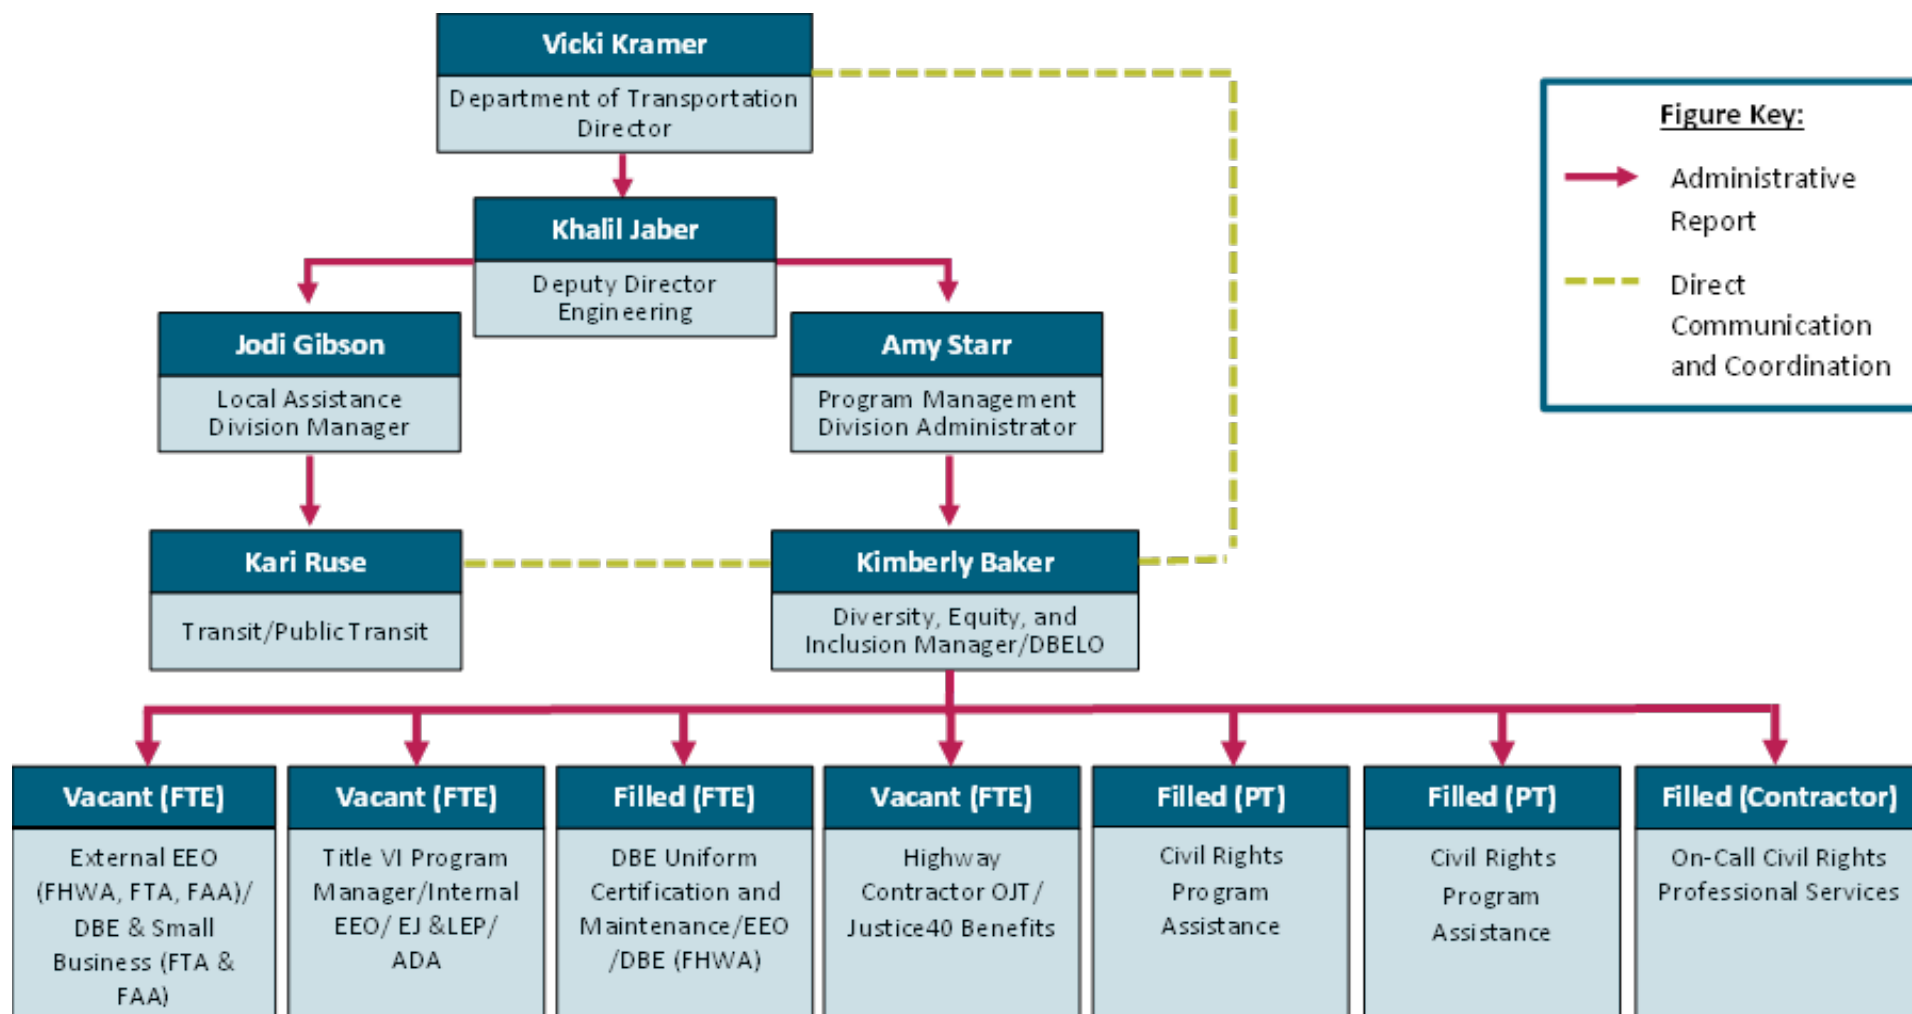 Vicki Kramer
Department of Transportation
Director
Figure Key:
Administrative
Report
Direct
Communication
and Coordination
Khalil Jaber
Deputy Director
Engineering
Jodi Gibson
Local Assistance
Division Manager
Amy Starr
Program Management
Division Administrator
Kari Ruse
Transit/Public Transit
Kimberly Baker
Diversity, Equity, and
Inclusion Manager/DBELO
Vacant (FTE)
External EEO
(FHWA, FTA, FAA)/
DBE & Small
Business (FTA &
FAA)
Vacant (FTE)
Title VI Program
Manager/Internal
EEO/ EJ &LEP/
ADA
Filled (FTE)
DBE Uniform
Certification and
Maintenance/EEO
/DBE (FHWA)
Vacant (FTE)
Highway
Contractor OJT/
Justice40 Benefits
Filled (PT)
Civil Rights
Program
Assistance
Filled (PT)
Civil Rights
Program
Assistance
Filled (Contractor)
On-Call Civil Rights
Professional Services